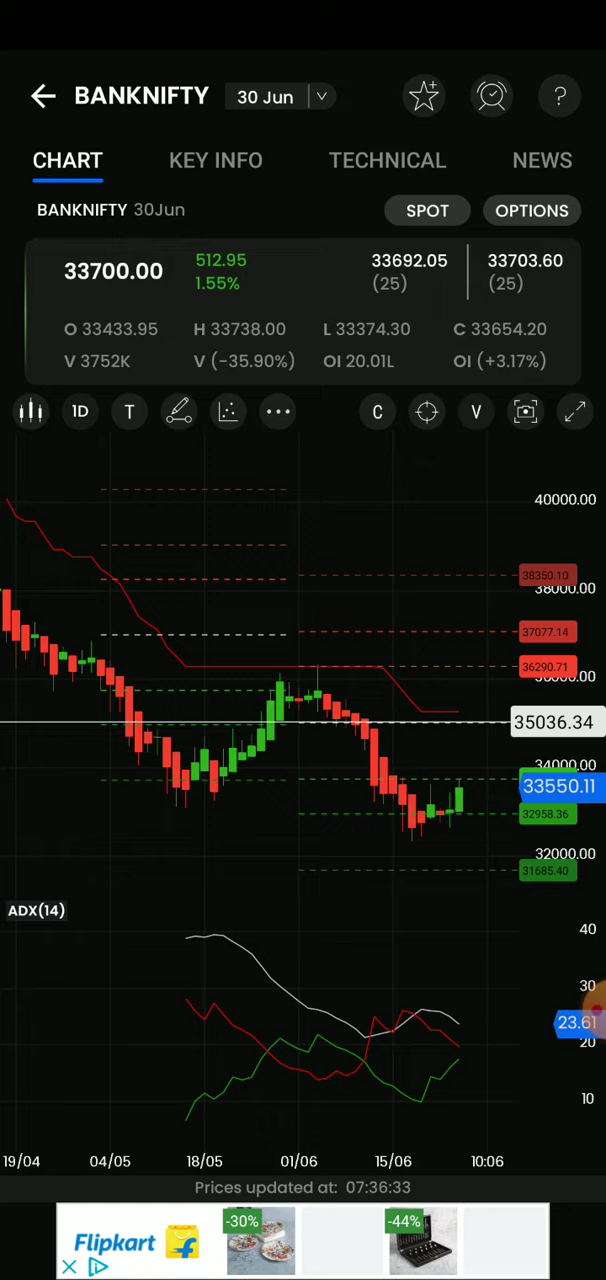 BANKNIFTY 30 Jun
?
CHART KEY INFO TECHNICAL NEWS
BANKNIFTY 30Jun SPOT OPTIONS
33700.00 512.95 33692.05 33703.60
1.55% (25) (25)
O 33433.95 H 33738.00 L 33374.30 C 33654.20
V 3752K V (-35.90%) OI 20.01L OI (+3.17%)
1D T C V
40000.00
38350.10
38000.00
37077.14
36290.71
36000.00
35036.34
34000.00
33550.11
32958.36
32000.00
31685.40
ADX(14)
40
30
23.61
20
10
19/04 04/05 18/05 01/06 15/06 10:06
Prices updated at: 07:36:33
-30% -44%
Flipkart